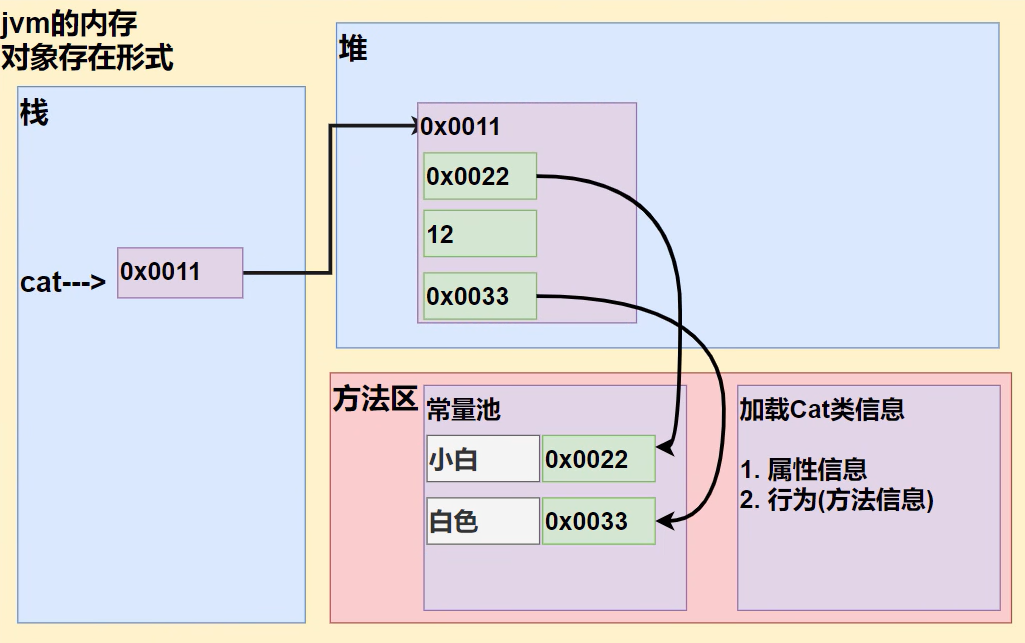 jvm的内存
对象存在形式
栈
cat--->
0x0011
堆
0x0011
0x0022
12
0x0033
方法区
常量池
小白
0x0022
白色
0x0033
加载Cat类信息
1. 属性信息
2. 行为(方法信息)